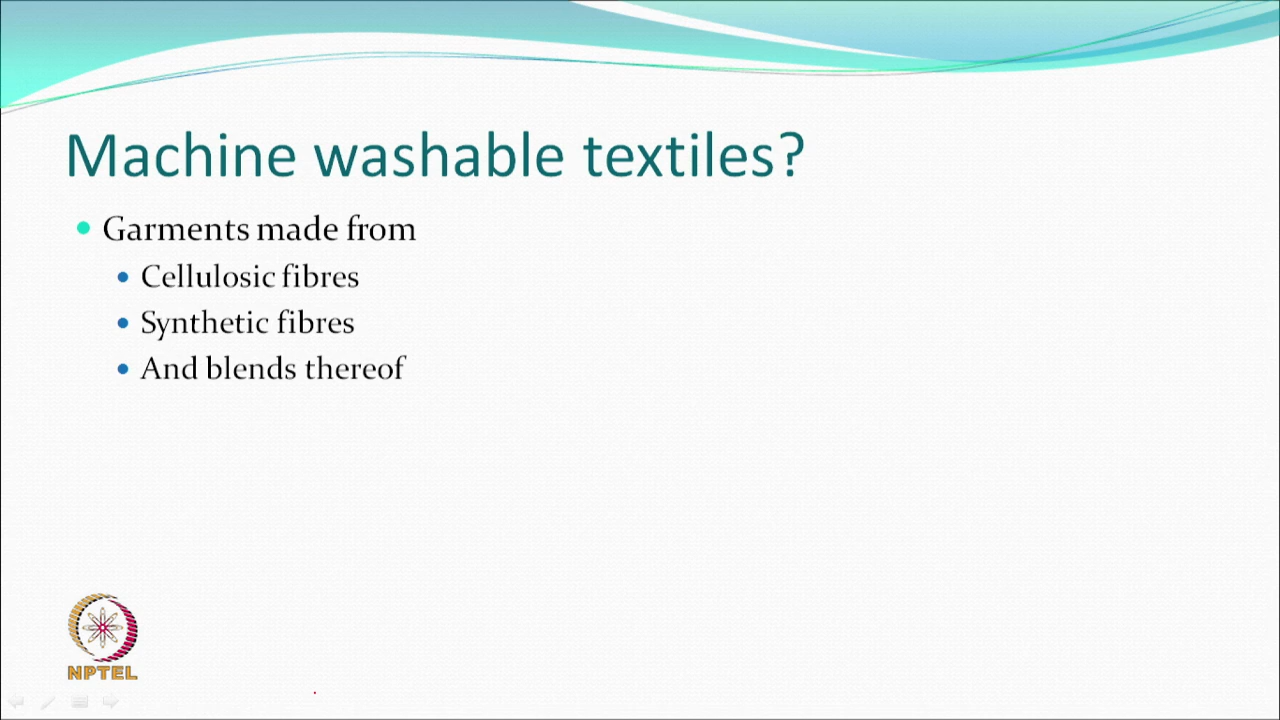 Machine washable textiles?
Garments made from
Cellulosic fibres
Synthetic fibres
And blends thereof
NPTEL